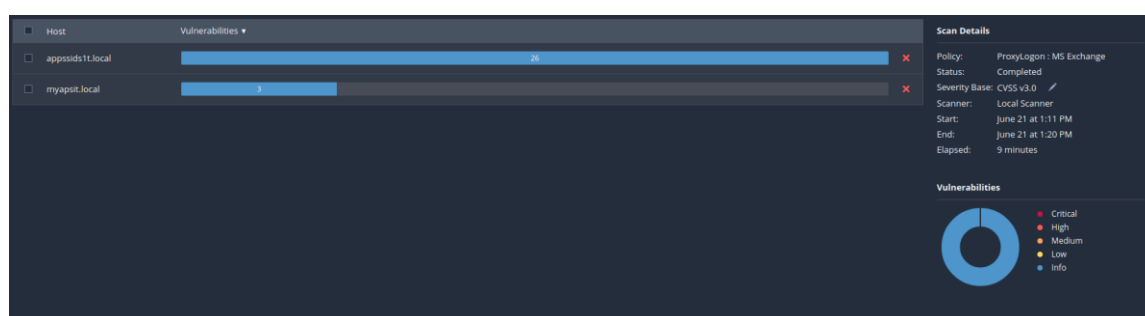 Host Vulnerabilities ▾
appssids1t.local 26
myapsit.local 3
Scan Details
Policy: ProxyLogon : MS Exchange
Status: Completed
Severity Base: CVSS v3.0
Scanner: Local Scanner
Start: June 21 at 1:11 PM
End: June 21 at 1:20 PM
Elapsed: 9 minutes
Vulnerabilities
Critical
High
Medium
Low
Info